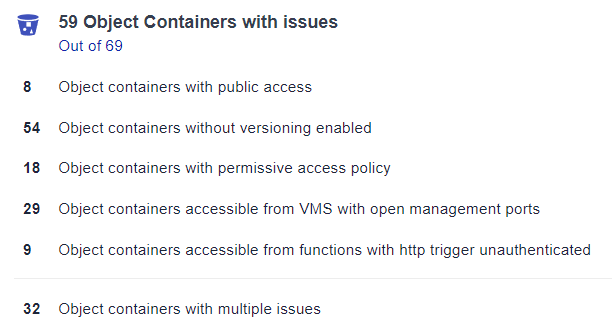 59 Object Containers with issues
Out of 69
8 Object containers with public access
54 Object containers without versioning enabled
18 Object containers with permissive access policy
29 Object containers accessible from VMS with open management ports
9 Object containers accessible from functions with http trigger unauthenticated
32 Object containers with multiple issues